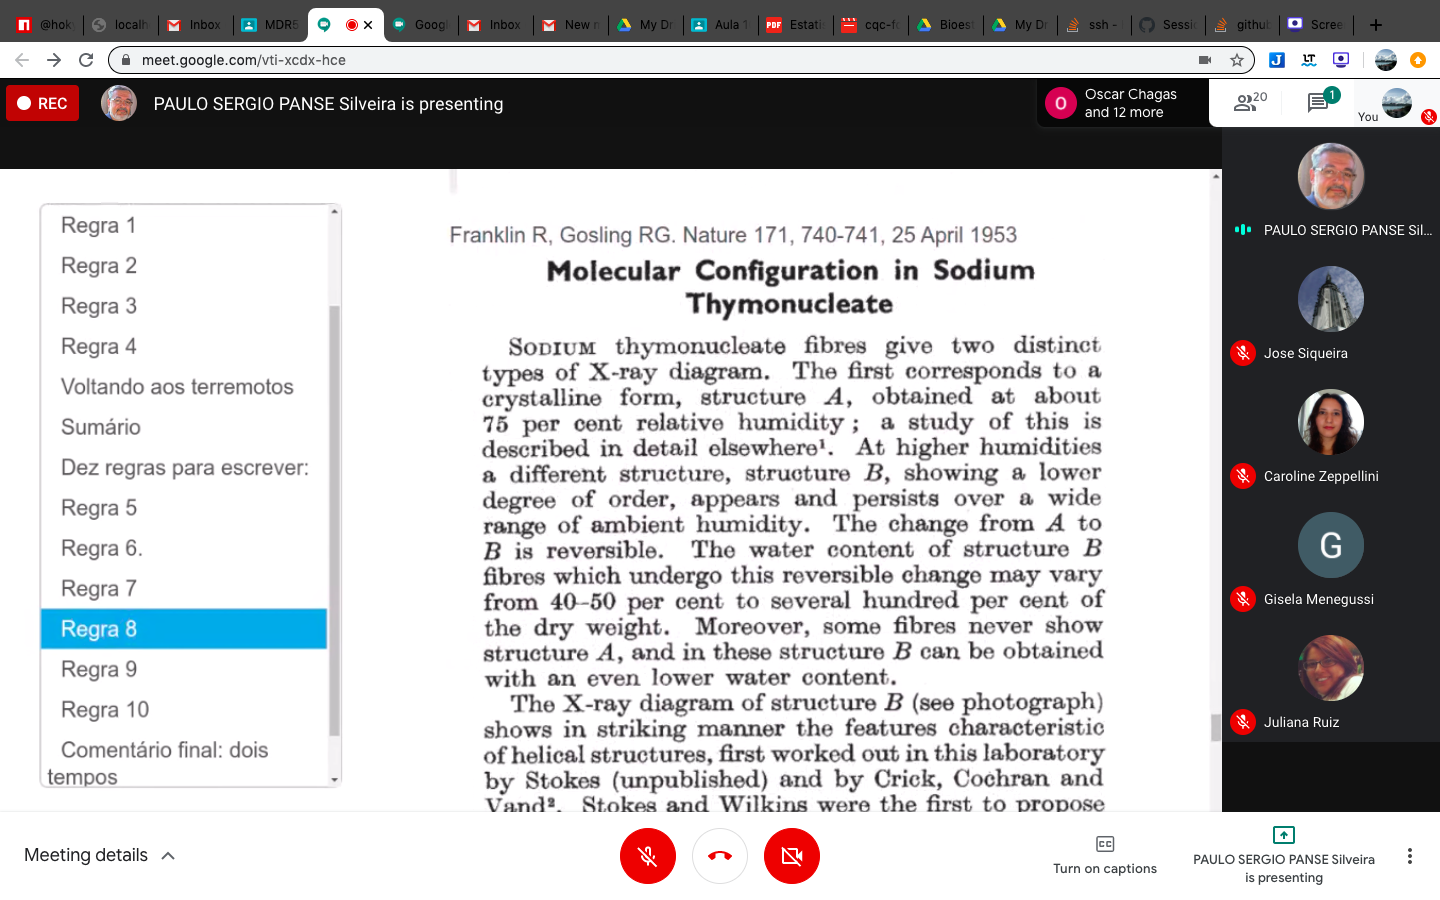 @hok
localh
Inbox
MDR5
Googl
Inbox
New m
My Dr
Aula 1
PDF
Estati
cqc-fo
Bioest
My Dr
ssh -
Sessio
github
Scree
meet.google.com/vti-xcdx-hce
REC
PAULO SERGIO PANSE Silveira is presenting
O
Oscar Chagas
and 12 more
20
1
You
Regra 1
Regra 2
Regra 3
Regra 4
Voltando aos terremotos
Sumário
Dez regras para escrever:
Regra 5
Regra 6.
Regra 7
Regra 8
Regra 9
Regra 10
Comentário final: dois
tempos
Franklin R, Gosling RG. Nature 171, 740-741, 25 April 1953
Molecular Configuration in Sodium
Thymonucleate
SODIUM thymonucleate fibres give two distinct
types of X-ray diagram. The first corresponds to a
crystalline form, structure A, obtained at about
75 per cent relative humidity ; a study of this is
described in detail elsewhere¹. At higher humidities
a different structure, structure B, showing a lower
degree of order, appears and persists over a wide
range of ambient humidity. The change from A to
B is reversible. The water content of structure B
fibres which undergo this reversible change may vary
from 40–50 per cent to several hundred per cent of
the dry weight. Moreover, some fibres never show
structure A, and in these structure B can be obtained
with an even lower water content.
The X-ray diagram of structure B (see photograph)
shows in striking manner the features characteristic
of helical structures, first worked out in this laboratory
by Stokes (unpublished) and by Crick, Cochran and
Vand². Stokes and Wilkins were the first to propose
PAULO SERGIO PANSE Sil...
Jose Siqueira
Caroline Zeppellini
G
Gisela Menegussi
Juliana Ruiz
Meeting details
CC
Turn on captions
PAULO SERGIO PANSE Silveira
is presenting